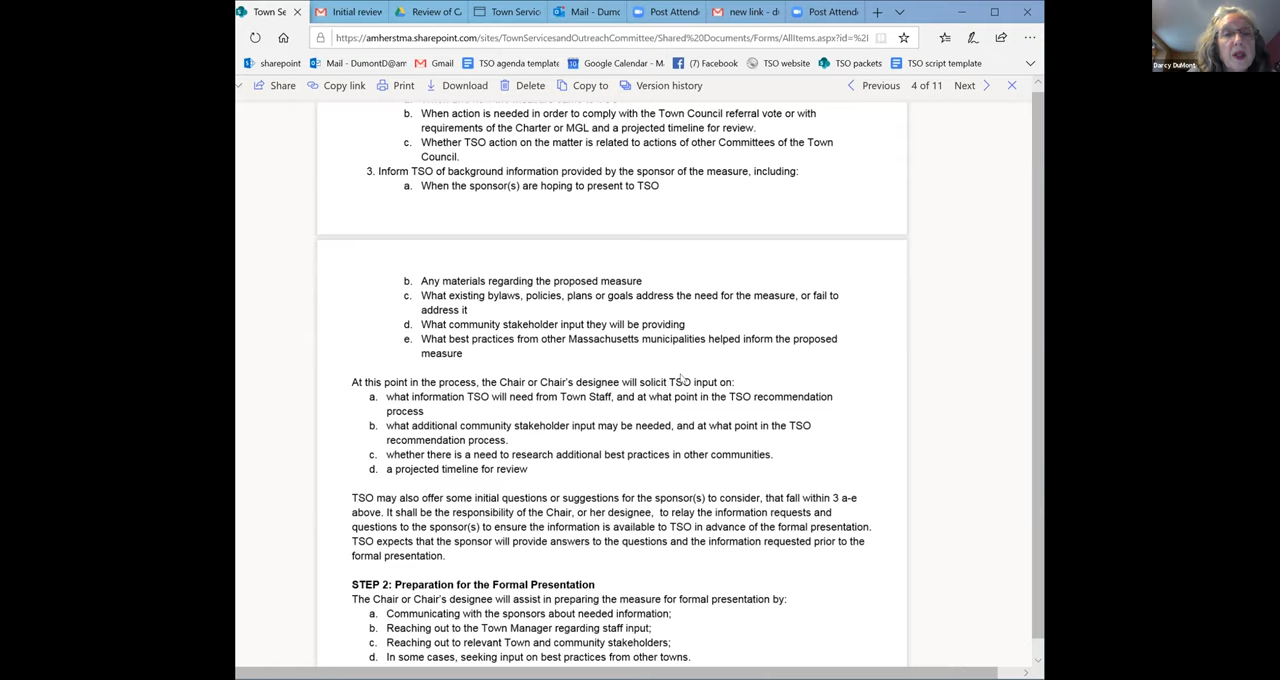 Town Se
Initial review
Review of C
Town Servic
Mail - Dumo
Post Attend
new link - d
Post Attend
https://amherstma.sharepoint.com/sites/TownServicesandOutreachCommittee/Shared%20Documents/Forms/AllItems.aspx?id=%2
sharepoint
Mail - DumontD@am
Gmail
TSO agenda templat
Google Calendar - M
(7) Facebook
TSO website
TSO packets
TSO script template
Share
Copy link
Print
Download
Delete
Copy to
Version history
Previous
4 of 11
Next
Darcy DuMont
b. When action is needed in order to comply with the Town Council referral vote or with
requirements of the Charter or MGL and a projected timeline for review.
c. Whether TSO action on the matter is related to actions of other Committees of the Town
Council.
3. Inform TSO of background information provided by the sponsor of the measure, including:
a. When the sponsor(s) are hoping to present to TSO
b. Any materials regarding the proposed measure
c. What existing bylaws, policies, plans or goals address the need for the measure, or fail to
address it
d. What community stakeholder input they will be providing
e. What best practices from other Massachusetts municipalities helped inform the proposed
measure
At this point in the process, the Chair or Chair's designee will solicit TSO input on:
a. what information TSO will need from Town Staff, and at what point in the TSO recommendation
process
b. what additional community stakeholder input may be needed, and at what point in the TSO
recommendation process.
c. whether there is a need to research additional best practices in other communities.
d. a projected timeline for review
TSO may also offer some initial questions or suggestions for the sponsor(s) to consider, that fall within 3 a-e
above. It shall be the responsibility of the Chair, or her designee, to relay the information requests and
questions to the sponsor(s) to ensure the information is available to TSO in advance of the formal presentation.
TSO expects that the sponsor will provide answers to the questions and the information requested prior to the
formal presentation.
STEP 2: Preparation for the Formal Presentation
The Chair or Chair's designee will assist in preparing the measure for formal presentation by:
a. Communicating with the sponsors about needed information;
b. Reaching out to the Town Manager regarding staff input;
c. Reaching out to relevant Town and community stakeholders;
d. In some cases, seeking input on best practices from other towns.